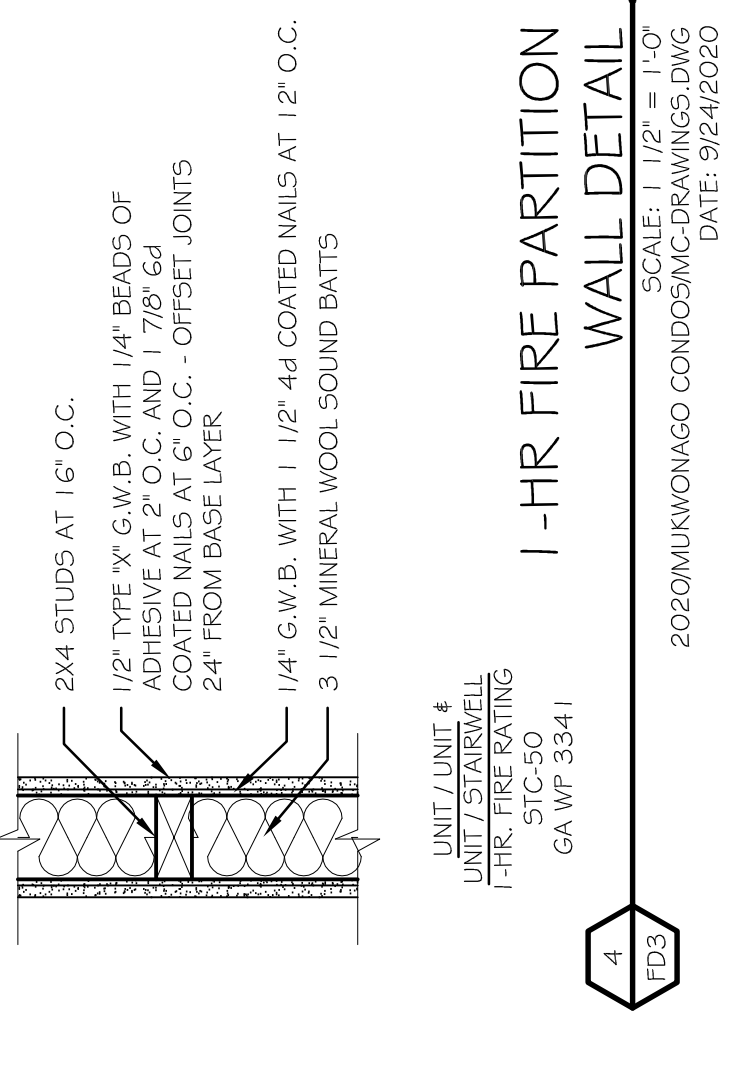 2X4 STUDS AT 16" O.C.
1/2" TYPE "X" G.W.B. WITH 1/4" BEADS OF
ADHESIVE AT 2" O.C. AND 1 7/8" 6d
COATED NAILS AT 6" O.C. - OFFSET JOINTS
24" FROM BASE LAYER
1/4" G.W.B. WITH 1 1/2" 4d COATED NAILS AT 12" O.C.
3 1/2" MINERAL WOOL SOUND BATTS
UNIT / UNIT &
UNIT / STAIRWELL
1-HR. FIRE RATING
STC-50
GA WP 3341
1-HR FIRE PARTITION
WALL DETAIL
4
FD3
SCALE: 1 1/2" = 1'-0"
2020/MUKWONAGO CONDOS/MC-DRAWINGS.DWG
DATE: 9/24/2020